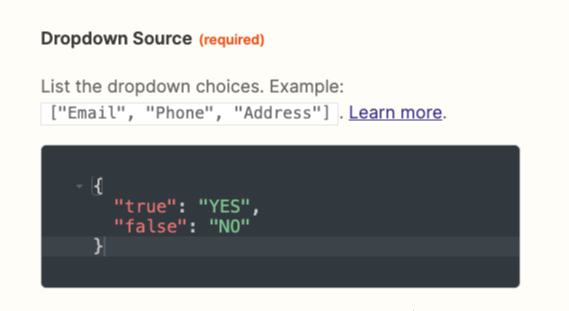 Dropdown Source (required)
List the dropdown choices. Example:
["Email", "Phone", "Address"]. Learn more.
{
"true": "YES",
"false": "NO"
}